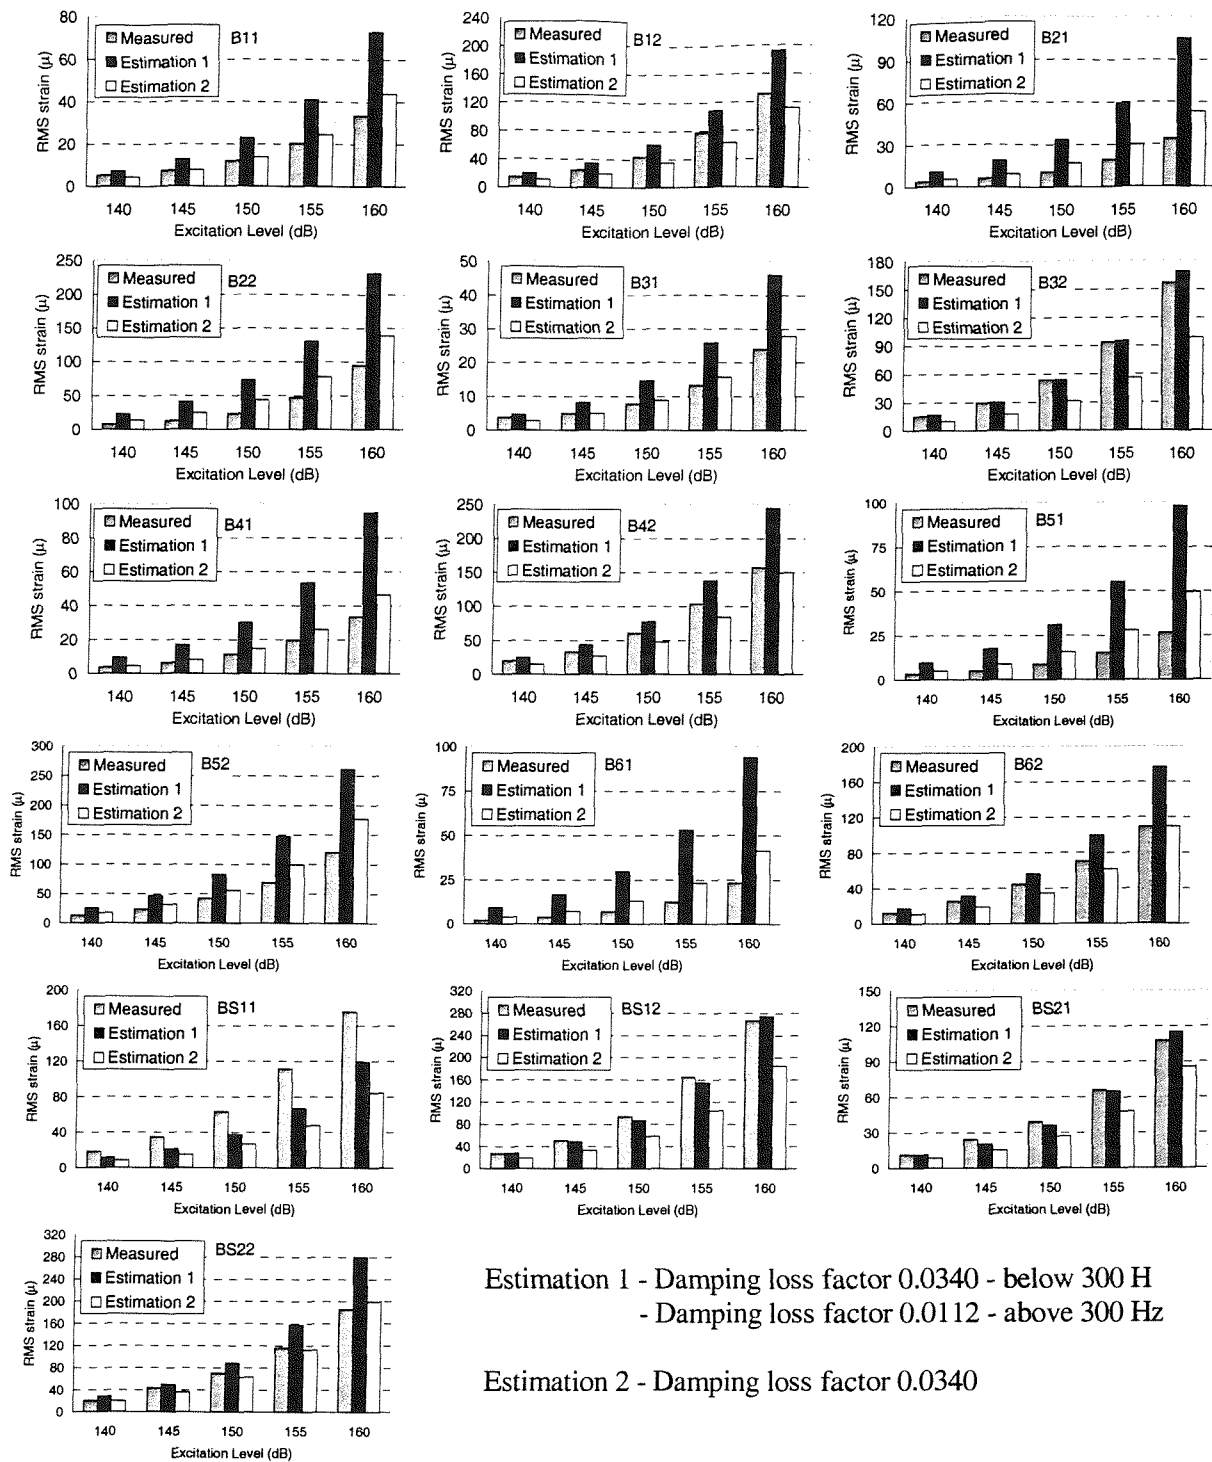 80
60
40
20
0
RMS strain (μ)
Measured
Estimation 1
Estimation 2
B11
140 145 150 155 160
Excitation Level (dB)
240
200
160
120
80
40
0
RMS strain (μ)
Measured
Estimation 1
Estimation 2
B12
140 145 150 155 160
Excitation Level (dB)
120
90
60
30
0
RMS strain (μ)
Measured
Estimation 1
Estimation 2
B21
140 145 150 155 160
Excitation Level (dB)
250
200
150
100
50
0
RMS strain (μ)
Measured
Estimation 1
Estimation 2
B22
140 145 150 155 160
Excitation Level (dB)
50
40
30
20
10
0
RMS strain (μ)
Measured
Estimation 1
Estimation 2
B31
140 145 150 155 160
Excitation Level (dB)
180
150
120
90
60
30
0
RMS strain (μ)
Measured
Estimation 1
Estimation 2
B32
140 145 150 155 160
Excitation Level (dB)
100
80
60
40
20
0
RMS strain (μ)
Measured
Estimation 1
Estimation 2
B41
140 145 150 155 160
Excitation Level (dB)
250
200
150
100
50
0
RMS strain (μ)
Measured
Estimation 1
Estimation 2
B42
140 145 150 155 160
Excitation Level (dB)
100
75
50
25
0
RMS strain (μ)
Measured
Estimation 1
Estimation 2
B51
140 145 150 155 160
Excitation Level (dB)
300
250
200
150
100
50
0
RMS strain (μ)
Measured
Estimation 1
Estimation 2
B52
140 145 150 155 160
Excitation Level (dB)
100
75
50
25
0
RMS strain (μ)
Measured
Estimation 1
Estimation 2
B61
140 145 150 155 160
Excitation Level (dB)
200
160
120
80
40
0
RMS strain (μ)
Measured
Estimation 1
Estimation 2
B62
140 145 150 155 160
Excitation Level (dB)
200
160
120
80
40
0
RMS strain (μ)
Measured
Estimation 1
Estimation 2
BS11
140 145 150 155 160
Excitation Level (dB)
320
280
240
200
160
120
80
40
0
RMS strain (μ)
Measured
Estimation 1
Estimation 2
BS12
140 145 150 155 160
Excitation Level (dB)
150
120
90
60
30
0
RMS strain (μ)
Measured
Estimation 1
Estimation 2
BS21
140 145 150 155 160
Excitation Level (dB)
320
280
240
200
160
120
80
40
0
RMS strain (μ)
Measured
Estimation 1
Estimation 2
BS22
140 145 150 155 160
Excitation Level (dB)
Estimation 1 - Damping loss factor 0.0340 - below 300 H
- Damping loss factor 0.0112 - above 300 Hz
Estimation 2 - Damping loss factor 0.0340